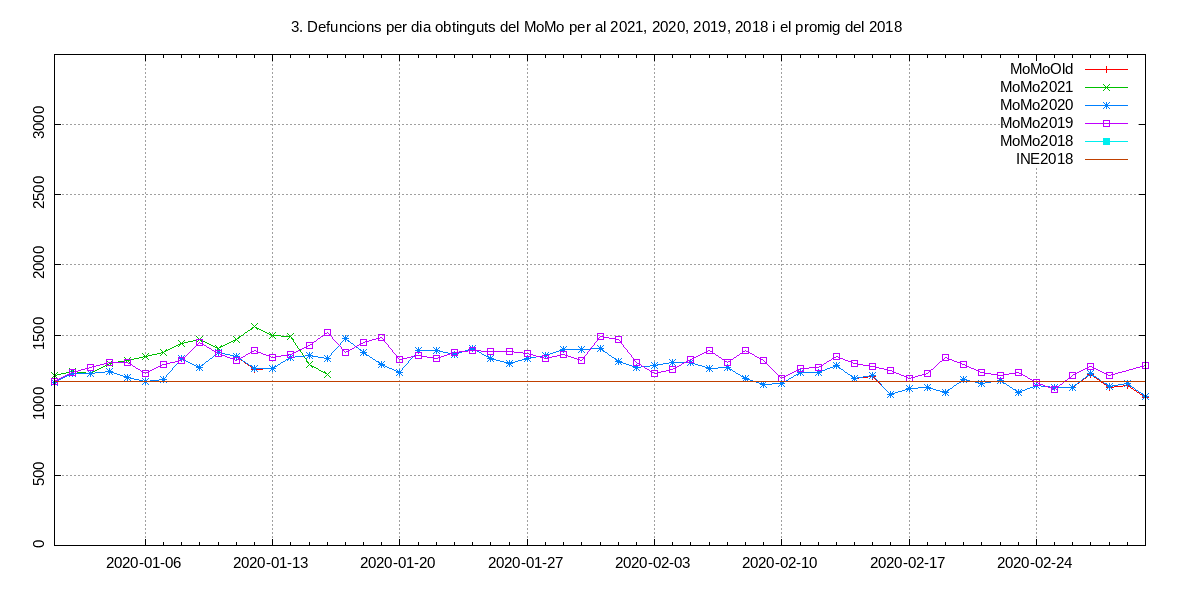 3. Defuncions per dia obtinguts del MoMo per al 2021, 2020, 2019, 2018 i el promig del 2018
MoMoOld
MoMo2021
MoMo2020
MoMo2019
MoMo2018
INE2018
3000
2500
2000
1500
1000
500
0
2020-01-06 2020-01-13 2020-01-20 2020-01-27 2020-02-03 2020-02-10 2020-02-17 2020-02-24